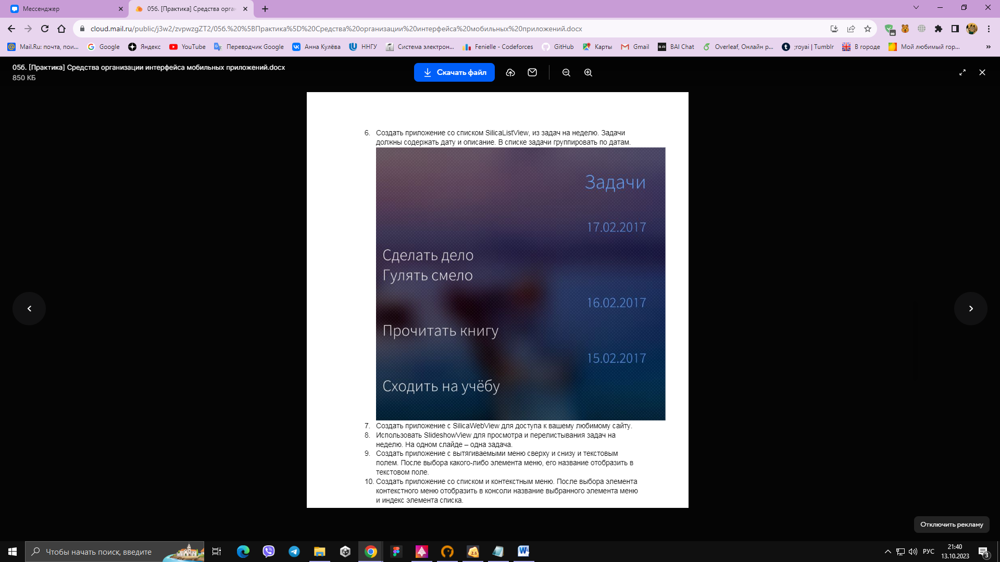 Мессенджер
05б. [Практика] Средства орга
cloud.mail.ru/public/j3w2/zvpwzgZT2/05б.%20%5BПрактика%5D%20Средства%20организации%20интерфейса%20мобильных%20приложений.docx
Mail.Ru: почта, пои...
Google
Яндекс
YouTube
Переводчик Google
Анна Кулёва
ННГУ
Система электрон...
Fenielle - Codeforces
GitHub
Карты
Gmail
BAI Chat
Overleaf, Онлайн р...
;royai | Tumblr
В городе
Мой любимый гор...
05б. [Практика] Средства организации интерфейса мобильных приложений.docx
850 КБ
Скачать файл
6. Создать приложение со списком SilicaListView, из задач на неделю. Задачи
должны содержать дату и описание. В списке задачи группировать по датам.
Задачи
17.02.2017
Сделать дело
Гулять смело
16.02.2017
Прочитать книгу
15.02.2017
Сходить на учёбу
7. Создать приложение с SilicaWebView для доступа к вашему любимому сайту.
8. Использовать SlideshowView для просмотра и перелистывания задач на
неделю. На одном слайде – одна задача.
9. Создать приложение с вытягиваемыми меню сверху и снизу и текстовым
полем. После выбора какого-либо элемента меню, его название отобразить в
текстовом поле.
10. Создать приложение со списком и контекстным меню. После выбора элемента
контекстного меню отобразить в консоли название выбранного элемента меню
и индекс элемента списка.
Отключить рекламу
Чтобы начать поиск, введите
2.6
РУС
21:40
13.10.2023
3